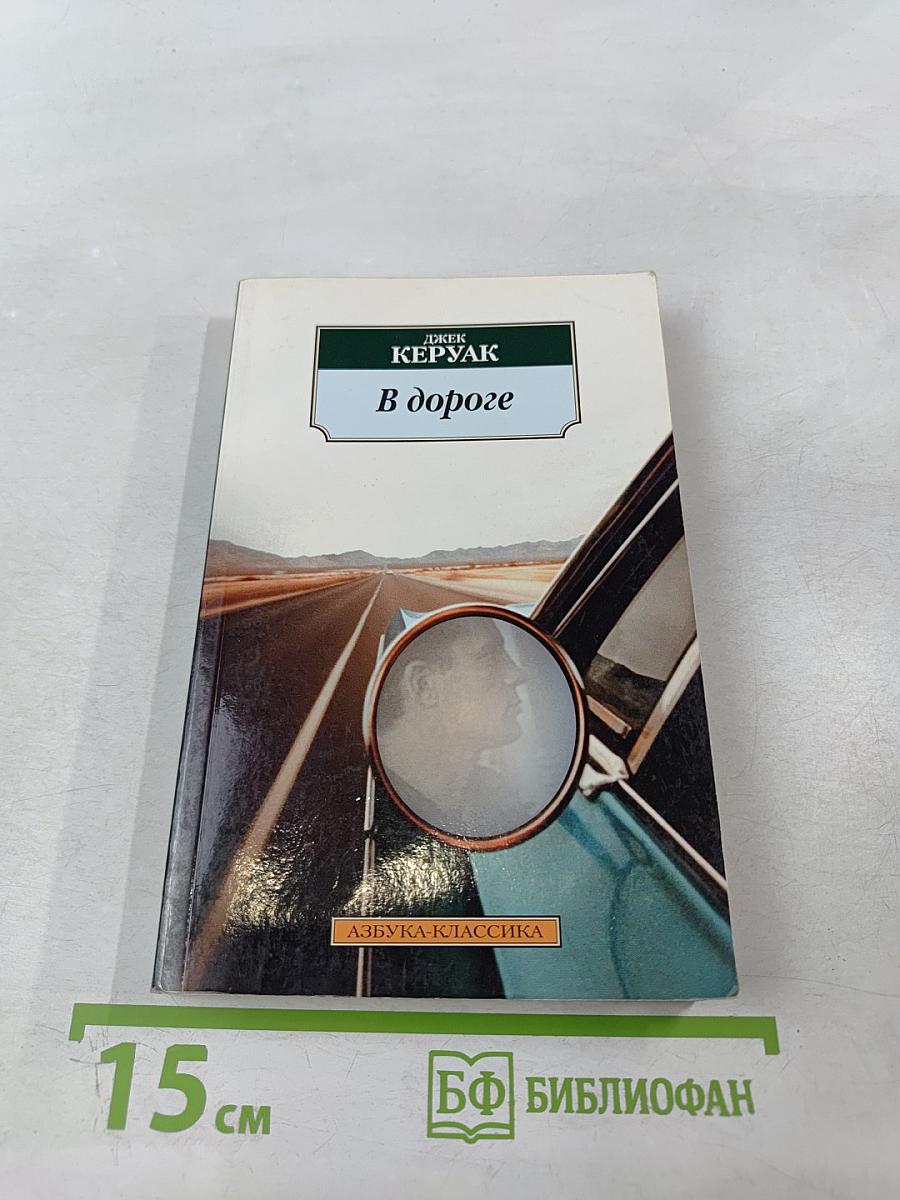 ДЖЕК
КЕРУАК
В дороге
АЗБУКА-КЛАССИКА
15 см
БФ БИБЛИОФАН